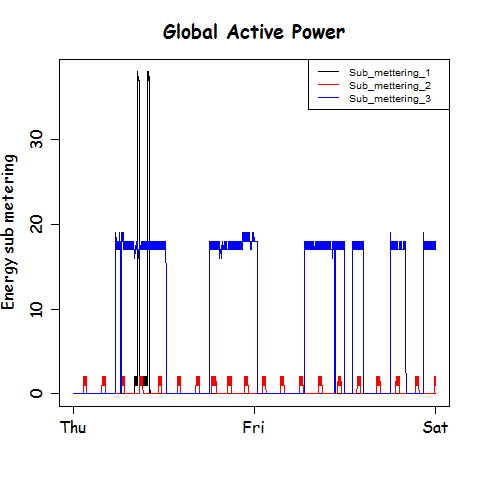 Global Active Power
Sub_mettering_1
Sub_mettering_2
Sub_mettering_3
Energy sub metering
30
20
10
0
Thu Fri Sat